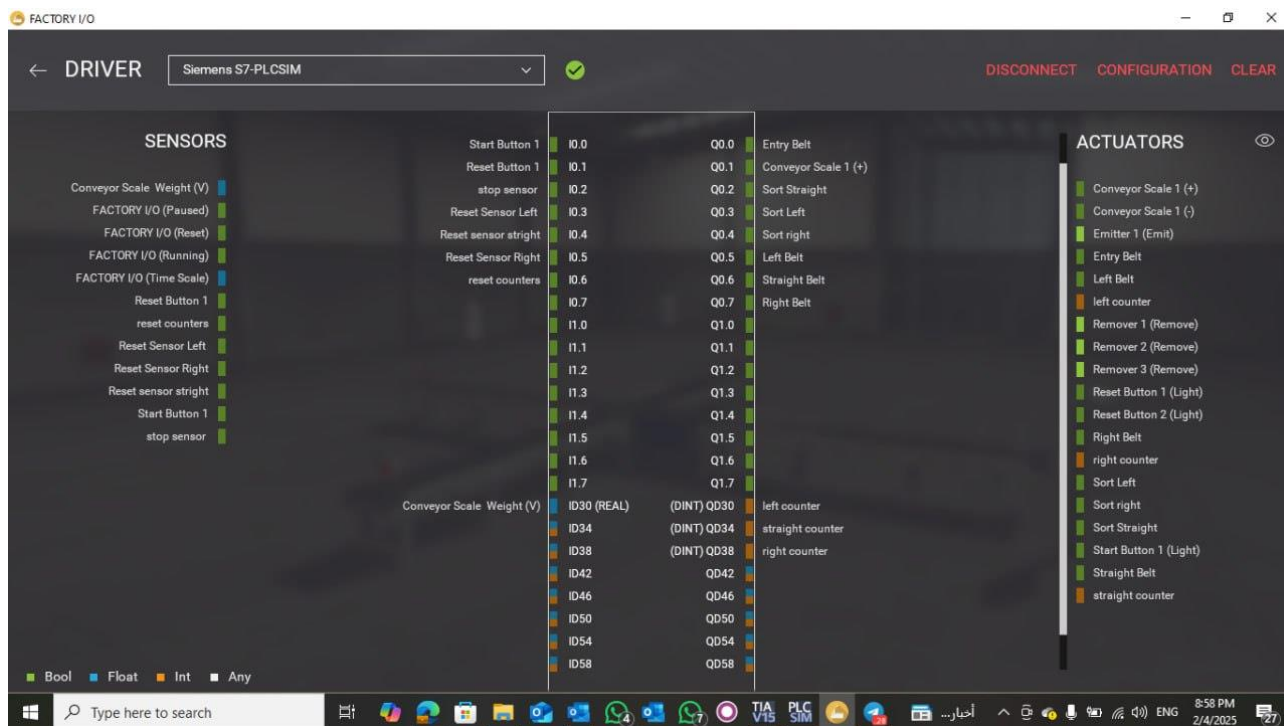 FACTORY I/O
DRIVER
Siemens S7-PLCSIM
DISCONNECT CONFIGURATION CLEAR
SENSORS
Conveyor Scale Weight (V)
FACTORY I/O (Paused)
FACTORY I/O (Reset)
FACTORY I/O (Running)
FACTORY I/O (Time Scale)
Reset Button 1
reset counters
Reset Sensor Left
Reset Sensor Right
Reset sensor stright
Start Button 1
stop sensor
Start Button 1 I0.0 Q0.0 Entry Belt
Reset Button 1 I0.1 Q0.1 Conveyor Scale 1 (+)
stop sensor I0.2 Q0.2 Sort Straight
Reset Sensor Left I0.3 Q0.3 Sort Left
Reset sensor stright I0.4 Q0.4 Sort right
Reset Sensor Right I0.5 Q0.5 Left Belt
reset counters I0.6 Q0.6 Straight Belt
I0.7 Q0.7 Right Belt
I1.0 Q1.0
I1.1 Q1.1
I1.2 Q1.2
I1.3 Q1.3
I1.4 Q1.4
I1.5 Q1.5
I1.6 Q1.6
I1.7 Q1.7
Conveyor Scale Weight (V) ID30 (REAL) (DINT) QD30 left counter
ID34 (DINT) QD34 straight counter
ID38 (DINT) QD38 right counter
ID42 QD42
ID46 QD46
ID50 QD50
ID54 QD54
ID58 QD58
ACTUATORS
Conveyor Scale 1 (+)
Conveyor Scale 1 (-)
Emitter 1 (Emit)
Entry Belt
Left Belt
left counter
Remover 1 (Remove)
Remover 2 (Remove)
Remover 3 (Remove)
Reset Button 1 (Light)
Reset Button 2 (Light)
Right Belt
right counter
Sort Left
Sort right
Sort Straight
Start Button 1 (Light)
Straight Belt
straight counter
Bool Float Int Any
Type here to search
4
7
TIA V15
PLC SIM
أخبار...
ENG
8:58 PM
2/4/2025